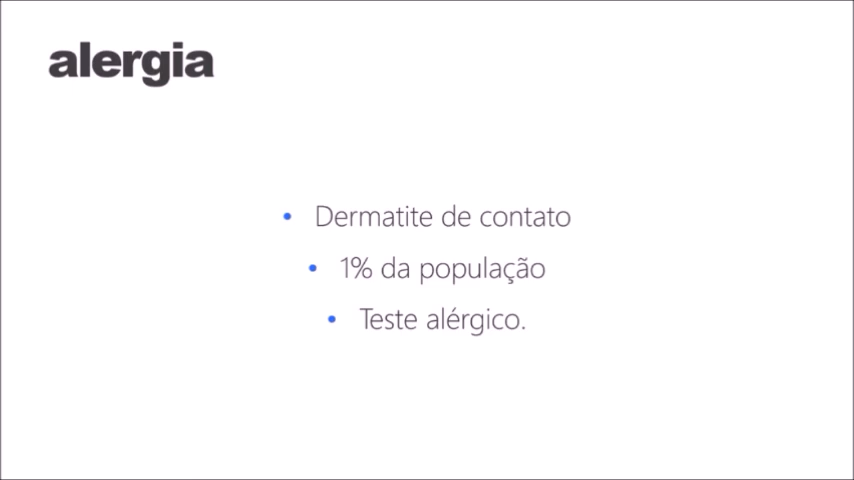 alergia
• Dermatite de contato
• 1% da população
• Teste alérgico.